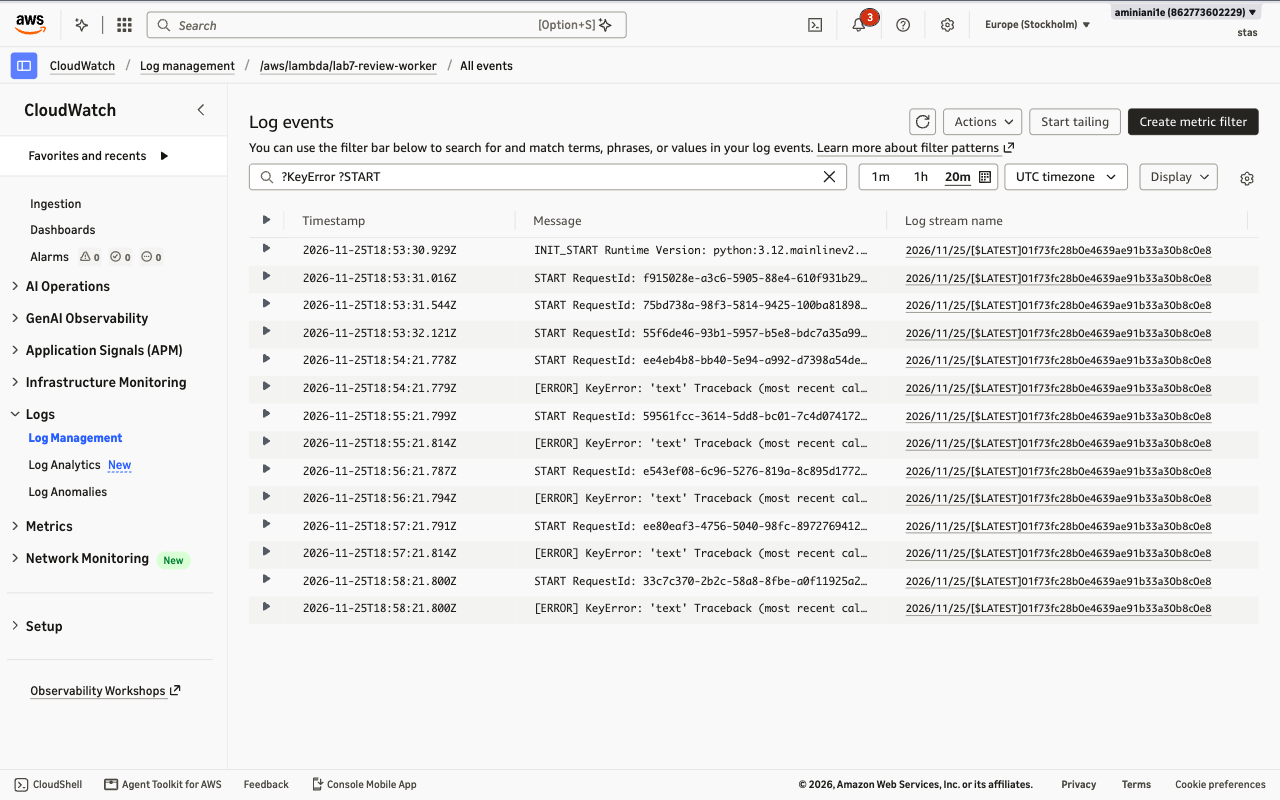 aws
Search [Option+S]
3
Europe (Stockholm)
aminiani1e (862773602229)
stas
CloudWatch / Log management / /aws/lambda/lab7-review-worker / All events
CloudWatch
Favorites and recents
Ingestion
Dashboards
Alarms 0 0 0
AI Operations
GenAI Observability
Application Signals (APM)
Infrastructure Monitoring
Logs
Log Management
Log Analytics New
Log Anomalies
Metrics
Network Monitoring New
Setup
Observability Workshops
Log events
Actions
Start tailing
Create metric filter
You can use the filter bar below to search for and match terms, phrases, or values in your log events. Learn more about filter patterns
?KeyError ?START
1m 1h 20m
UTC timezone
Display
Timestamp Message Log stream name
2026-11-25T18:53:30.929Z INIT_START Runtime Version: python:3.12.mainlinev2.… 2026/11/25/[$LATEST]01f73fc28b0e4639ae91b33a30b8c0e8
2026-11-25T18:53:31.016Z START RequestId: f915028e-a3c6-5905-88e4-610f931b29… 2026/11/25/[$LATEST]01f73fc28b0e4639ae91b33a30b8c0e8
2026-11-25T18:53:31.544Z START RequestId: 75bd738a-98f3-5814-9425-100ba81898… 2026/11/25/[$LATEST]01f73fc28b0e4639ae91b33a30b8c0e8
2026-11-25T18:53:32.121Z START RequestId: 55f6de46-93b1-5957-b5e8-bdc7a35a99… 2026/11/25/[$LATEST]01f73fc28b0e4639ae91b33a30b8c0e8
2026-11-25T18:54:21.778Z START RequestId: ee4eb4b8-bb40-5e94-a992-d7398a54de… 2026/11/25/[$LATEST]01f73fc28b0e4639ae91b33a30b8c0e8
2026-11-25T18:54:21.779Z [ERROR] KeyError: 'text' Traceback (most recent cal… 2026/11/25/[$LATEST]01f73fc28b0e4639ae91b33a30b8c0e8
2026-11-25T18:55:21.799Z START RequestId: 59561fcc-3614-5dd8-bc01-7c4d074172… 2026/11/25/[$LATEST]01f73fc28b0e4639ae91b33a30b8c0e8
2026-11-25T18:55:21.814Z [ERROR] KeyError: 'text' Traceback (most recent cal… 2026/11/25/[$LATEST]01f73fc28b0e4639ae91b33a30b8c0e8
2026-11-25T18:56:21.787Z START RequestId: e543ef08-6c96-5276-819a-8c895d1772… 2026/11/25/[$LATEST]01f73fc28b0e4639ae91b33a30b8c0e8
2026-11-25T18:56:21.794Z [ERROR] KeyError: 'text' Traceback (most recent cal… 2026/11/25/[$LATEST]01f73fc28b0e4639ae91b33a30b8c0e8
2026-11-25T18:57:21.791Z START RequestId: ee80eaf3-4756-5040-98fc-8972769412… 2026/11/25/[$LATEST]01f73fc28b0e4639ae91b33a30b8c0e8
2026-11-25T18:57:21.814Z [ERROR] KeyError: 'text' Traceback (most recent cal… 2026/11/25/[$LATEST]01f73fc28b0e4639ae91b33a30b8c0e8
2026-11-25T18:58:21.800Z START RequestId: 33c7c370-2b2c-58a8-8fbe-a0f11925a2… 2026/11/25/[$LATEST]01f73fc28b0e4639ae91b33a30b8c0e8
2026-11-25T18:58:21.800Z [ERROR] KeyError: 'text' Traceback (most recent cal… 2026/11/25/[$LATEST]01f73fc28b0e4639ae91b33a30b8c0e8
CloudShell Agent Toolkit for AWS Feedback Console Mobile App © 2026, Amazon Web Services, Inc. or its affiliates. Privacy Terms Cookie preferences